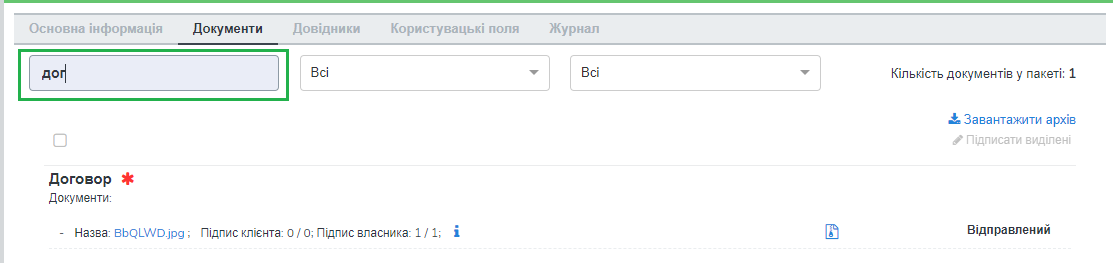 Основна інформація Документи Довідники Користувацькі поля Журнал
дог Всі Всі Кількість документів у пакеті: 1
Завантажити архів
Підписати виділені
Договор *
Документи:
- Назва: BbQLWD.jpg ; Підпис клієнта: 0 / 0; Підпис власника: 1 / 1; i Відправлений